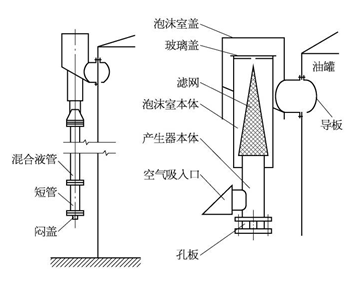 泡沫室盖
玻璃盖
油罐
滤网
泡沫室本体
导板
产生器本体
混合液管
空气吸入口
短管
闷盖
孔板